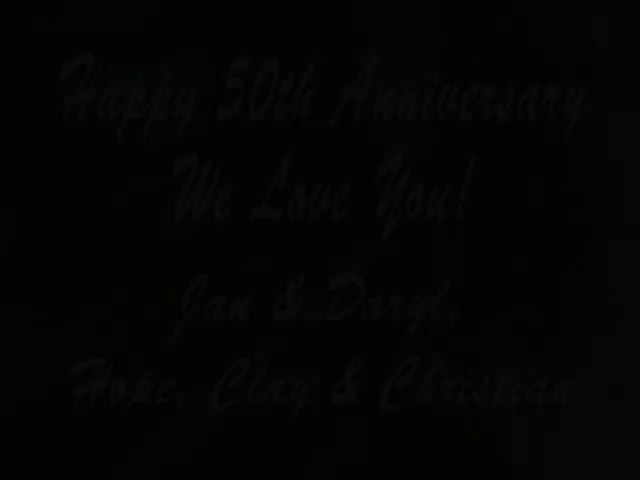 Happy 50th Anniversary
We Love You!
Jan & Daryl,
Hope, Clay & Christian